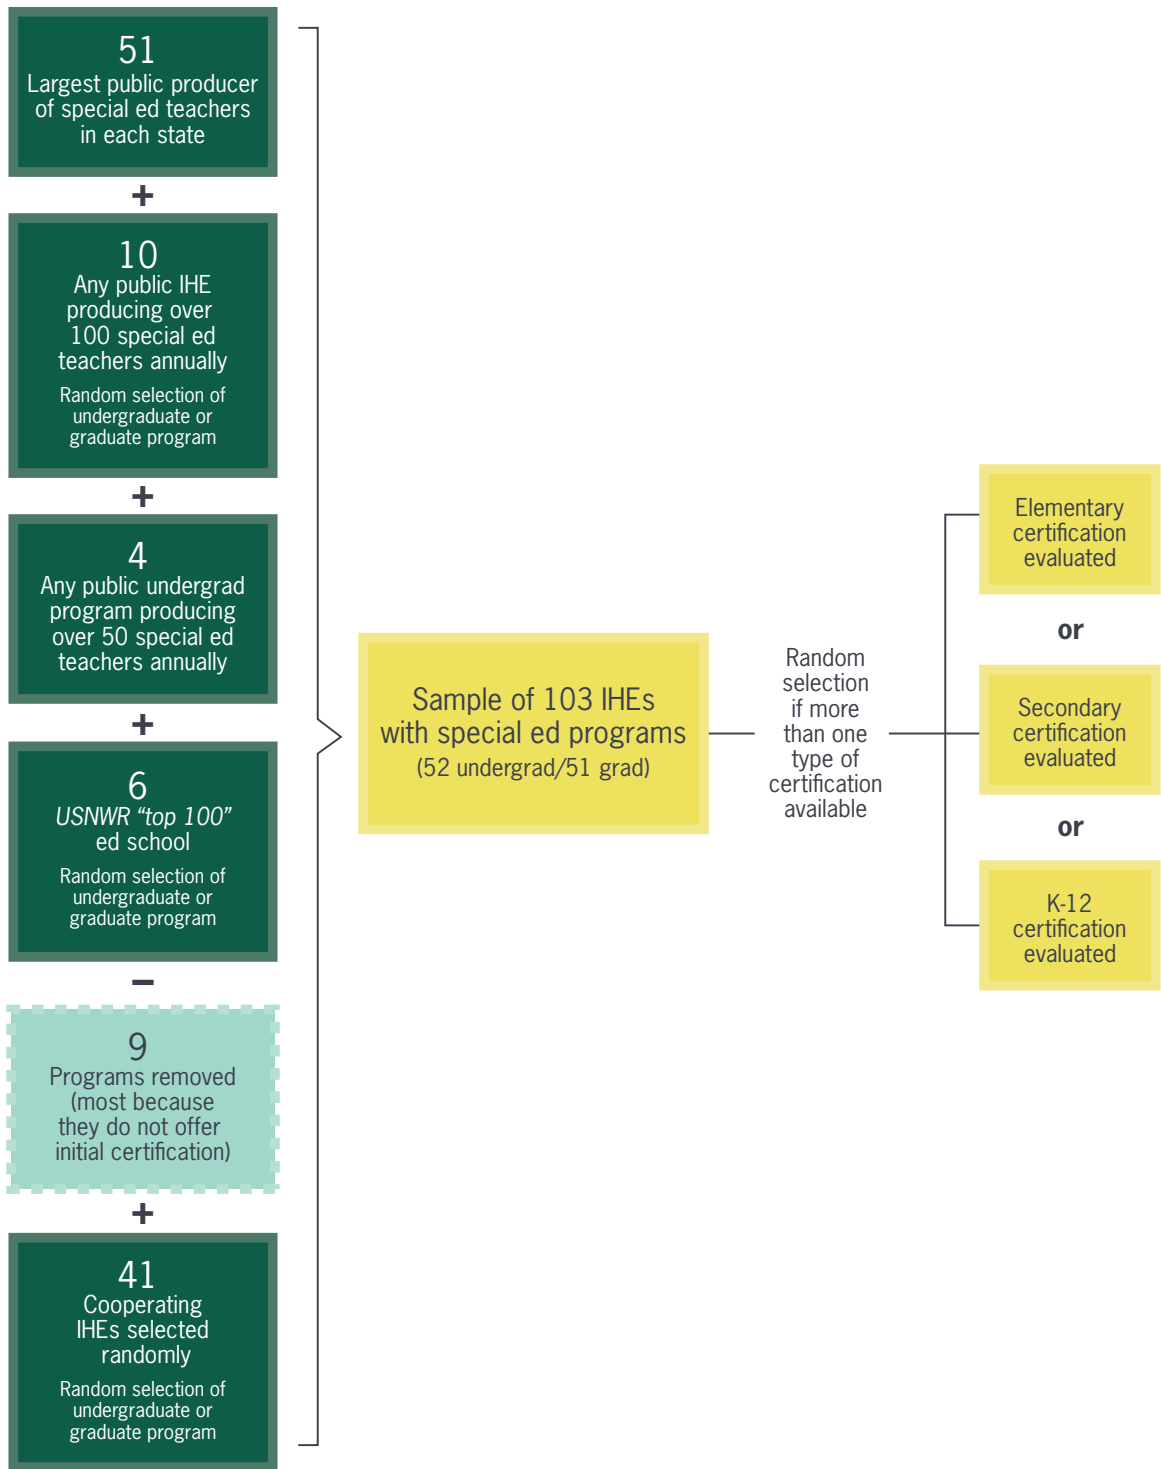 51
Largest public producer
of special ed teachers
in each state
+
10
Any public IHE
producing over
100 special ed
teachers annually
Random selection of
undergraduate or
graduate program
+
4
Any public undergrad
program producing
over 50 special ed
teachers annually
+
6
USNWR “top 100”
ed school
Random selection of
undergraduate or
graduate program
–
9
Programs removed
(most because
they do not offer
initial certification)
+
41
Cooperating
IHEs selected
randomly
Random selection of
undergraduate or
graduate program
Sample of 103 IHEs
with special ed programs
(52 undergrad/51 grad)
Random
selection
if more
than one
type of
certification
available
Elementary
certification
evaluated
or
Secondary
certification
evaluated
or
K-12
certification
evaluated